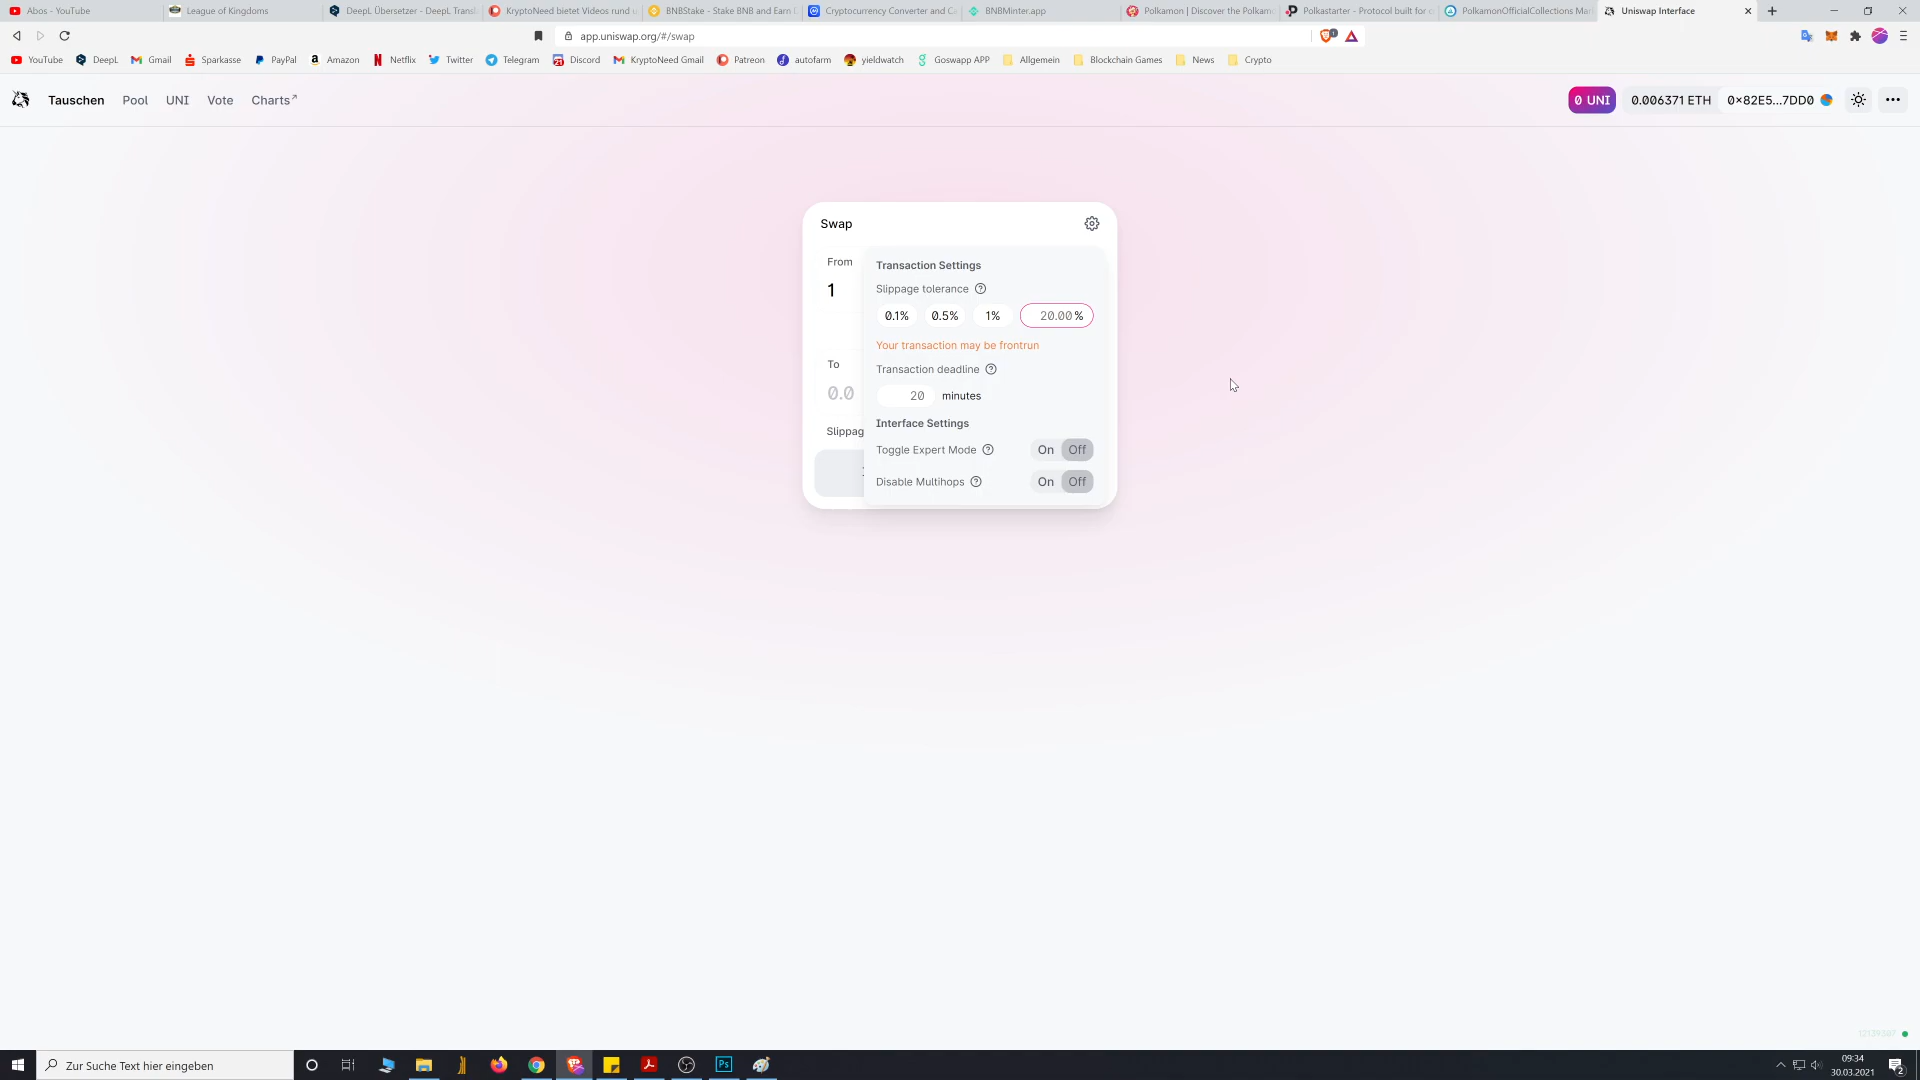 Abos - YouTube
League of Kingdoms
DeepL Übersetzer - DeepL Transl
KryptoNeed bietet Videos rund u
BNBStake - Stake BNB and Earn
Cryptocurrency Converter and Ca
BNBMinter.app
Polkamon | Discover the Polkam
Polkastarter - Protocol built for c
PolkamonOfficialCollections Mar
Uniswap Interface
app.uniswap.org/#/swap
YouTube
DeepL
Gmail
Sparkasse
PayPal
Amazon
Netflix
Twitter
Telegram
Discord
KryptoNeed Gmail
Patreon
autofarm
yieldwatch
Goswapp APP
Allgemein
Blockchain Games
News
Crypto
Tauschen
Pool
UNI
Vote
Charts↗
0 UNI
0.006371 ETH
0x82E5...7DD0
Swap
From
1
To
0.0
Slippag
Transaction Settings
Slippage tolerance
0.1%
0.5%
1%
20.00%
Your transaction may be frontrun
Transaction deadline
20 minutes
Interface Settings
Toggle Expert Mode
On
Off
Disable Multihops
On
Off
Zur Suche Text hier eingeben
Ps
09:34
30.03.2021
2